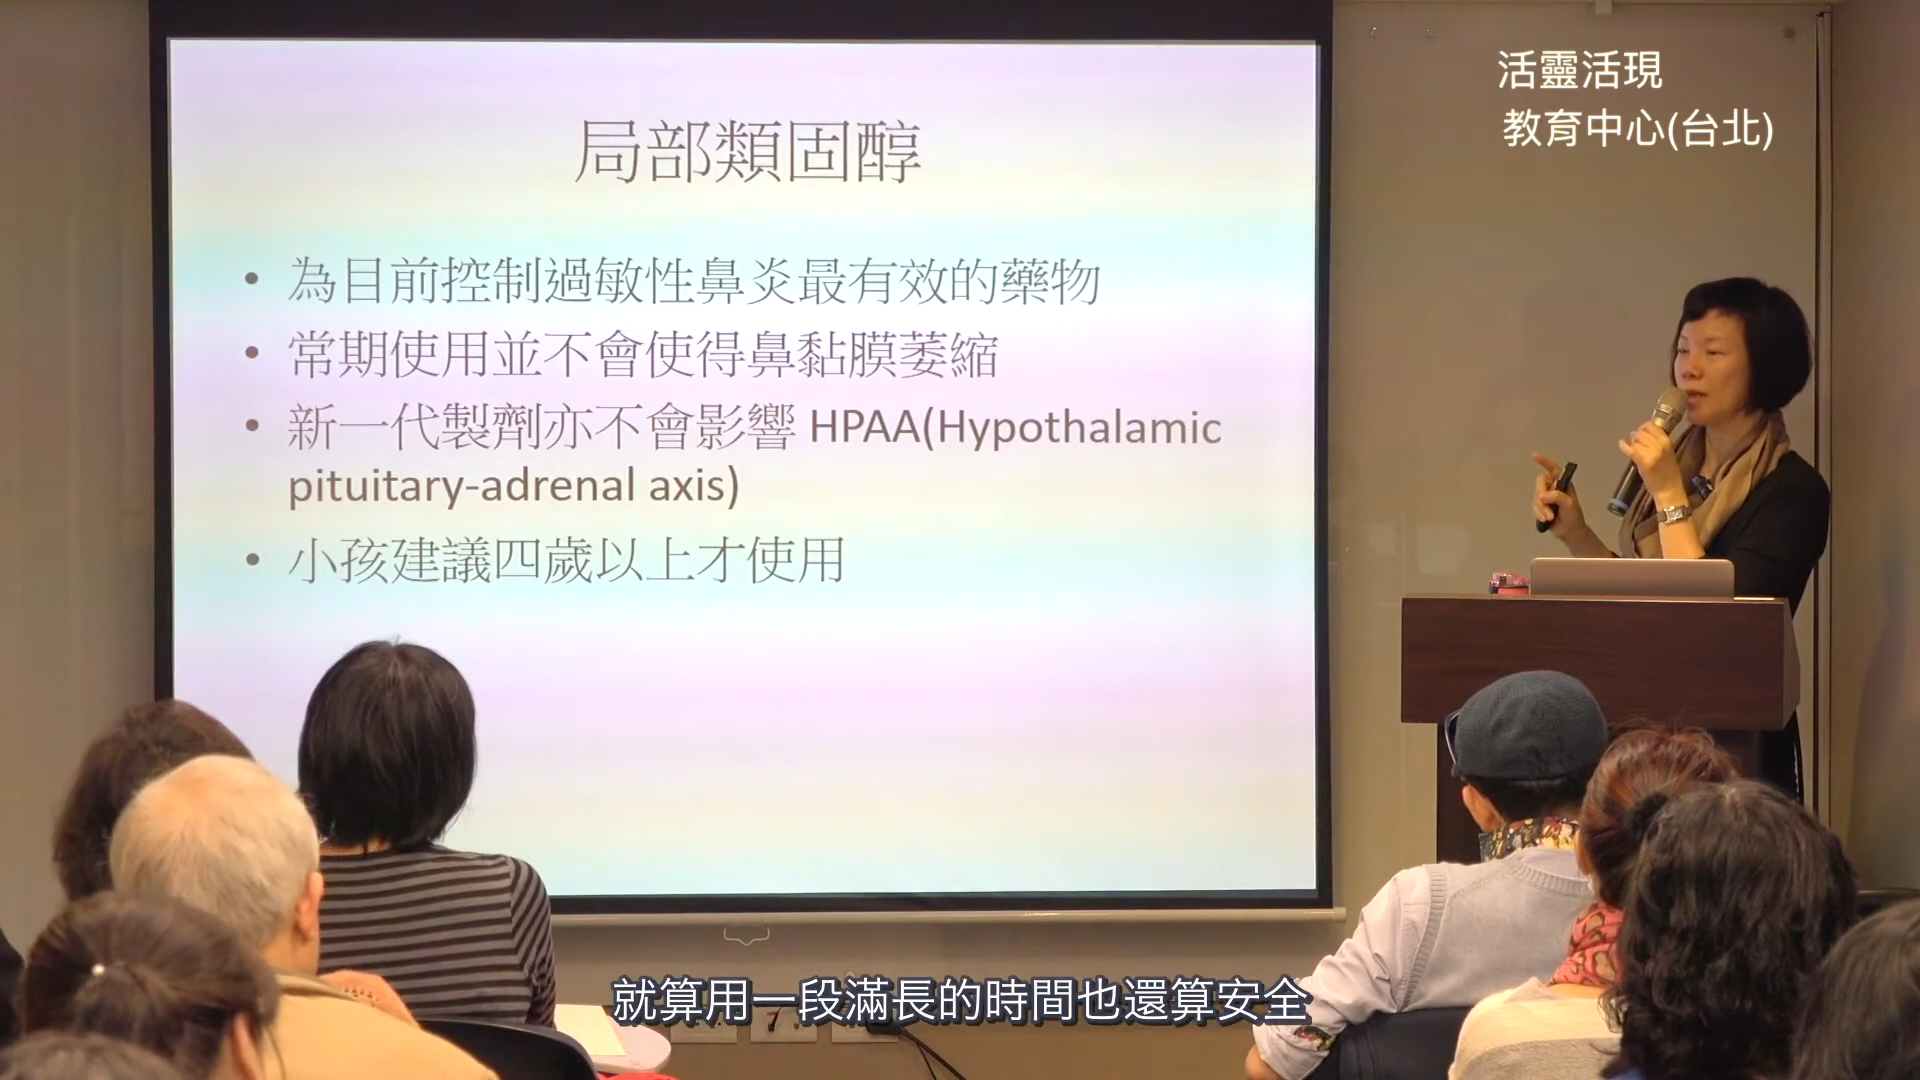 活靈活現
教育中心(台北)
局部類固醇
• 為目前控制過敏性鼻炎最有效的藥物
• 常期使用並不會使得鼻黏膜萎縮
• 新一代製劑亦不會影響 HPAA(Hypothalamic
pituitary-adrenal axis)
• 小孩建議四歲以上才使用
就算用一段滿長的時間也還算安全